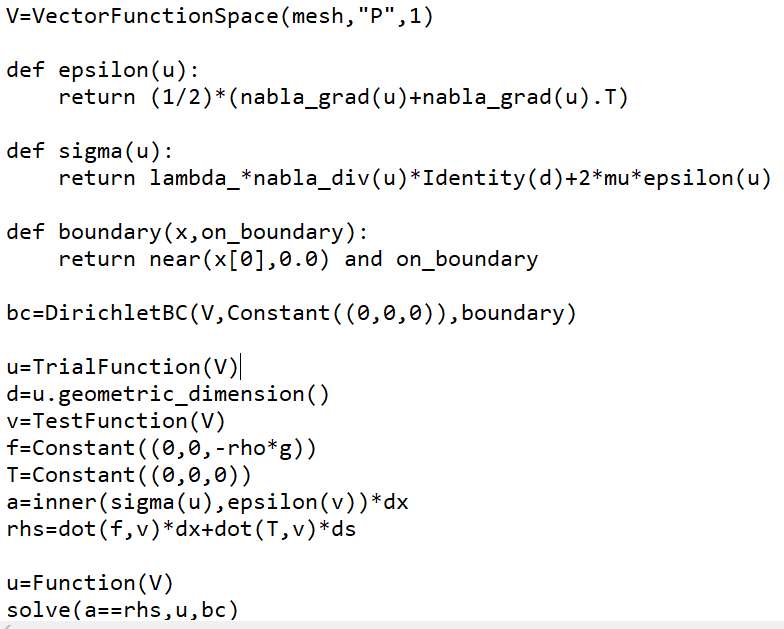 V=VectorFunctionSpace(mesh,"P",1)
def epsilon(u):
    return (1/2)*(nabla_grad(u)+nabla_grad(u).T)
def sigma(u):
    return lambda_*nabla_div(u)*Identity(d)+2*mu*epsilon(u)
def boundary(x,on_boundary):
    return near(x[0],0.0) and on_boundary
bc=DirichletBC(V,Constant((0,0,0)),boundary)
u=TrialFunction(V)
d=u.geometric_dimension()
v=TestFunction(V)
f=Constant((0,0,-rho*g))
T=Constant((0,0,0))
a=inner(sigma(u),epsilon(v))*dx
rhs=dot(f,v)*dx+dot(T,v)*ds
u=Function(V)
solve(a==rhs,u,bc)